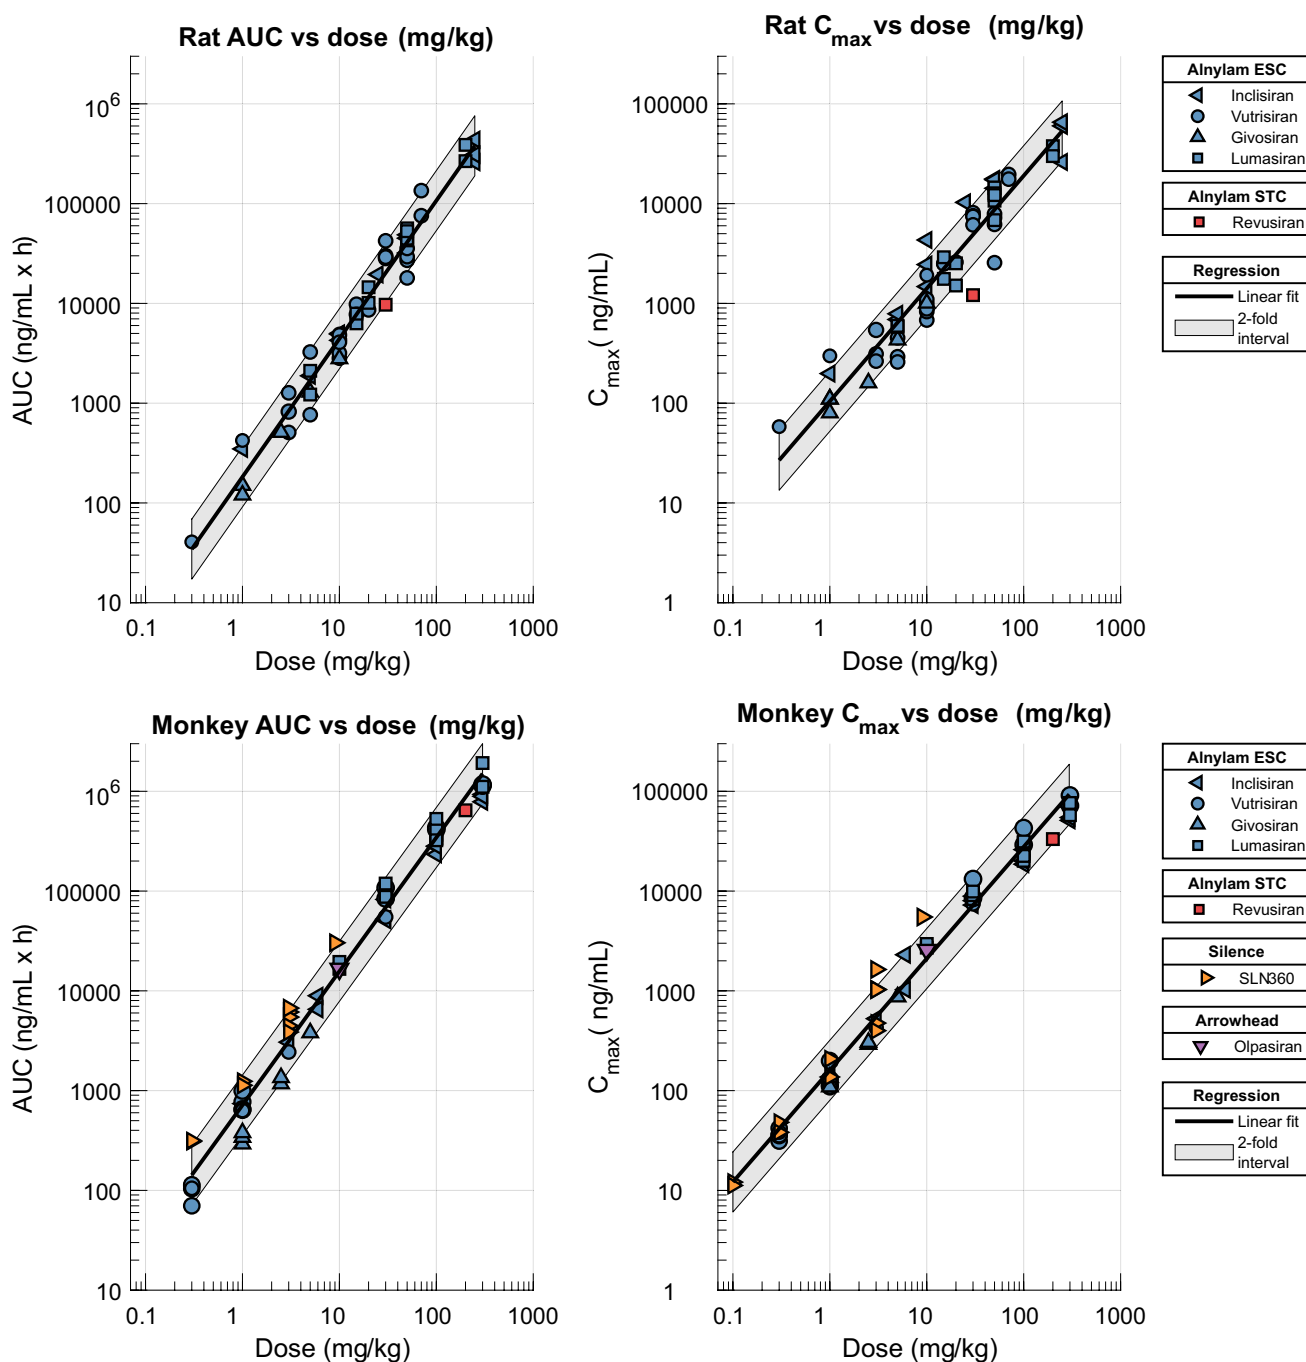 Rat AUC vs dose (mg/kg)
AUC (ng/mL x h)
10^6
100000
10000
1000
100
10
0.1 1 10 100 1000
Dose (mg/kg)
Rat C_max vs dose (mg/kg)
C_max( ng/mL)
100000
10000
1000
100
10
1
0.1 1 10 100 1000
Dose (mg/kg)
Alnylam ESC
Inclisiran
Vutrisiran
Givosiran
Lumasiran
Alnylam STC
Revusiran
Regression
Linear fit
2-fold
interval
Monkey AUC vs dose (mg/kg)
AUC (ng/mL x h)
10^6
100000
10000
1000
100
10
0.1 1 10 100 1000
Dose (mg/kg)
Monkey C_max vs dose (mg/kg)
C_max( ng/mL)
100000
10000
1000
100
10
1
0.1 1 10 100 1000
Dose (mg/kg)
Alnylam ESC
Inclisiran
Vutrisiran
Givosiran
Lumasiran
Alnylam STC
Revusiran
Silence
SLN360
Arrowhead
Olpasiran
Regression
Linear fit
2-fold
interval